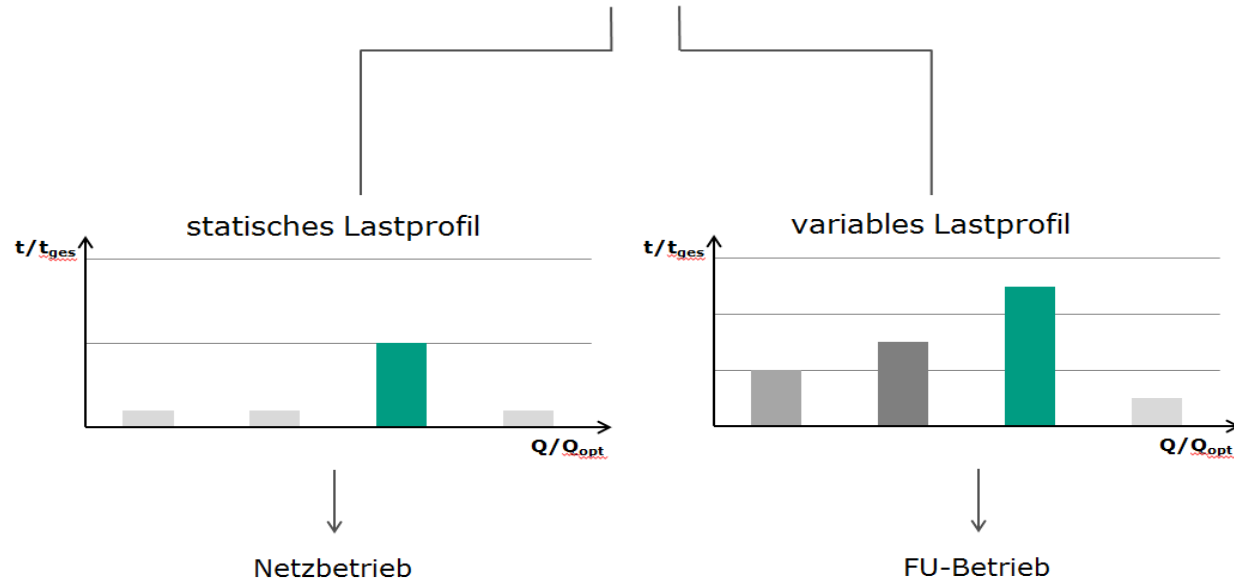 statisches Lastprofil
t/tges
Q/Qopt
Netzbetrieb
variables Lastprofil
t/tges
Q/Qopt
FU-Betrieb